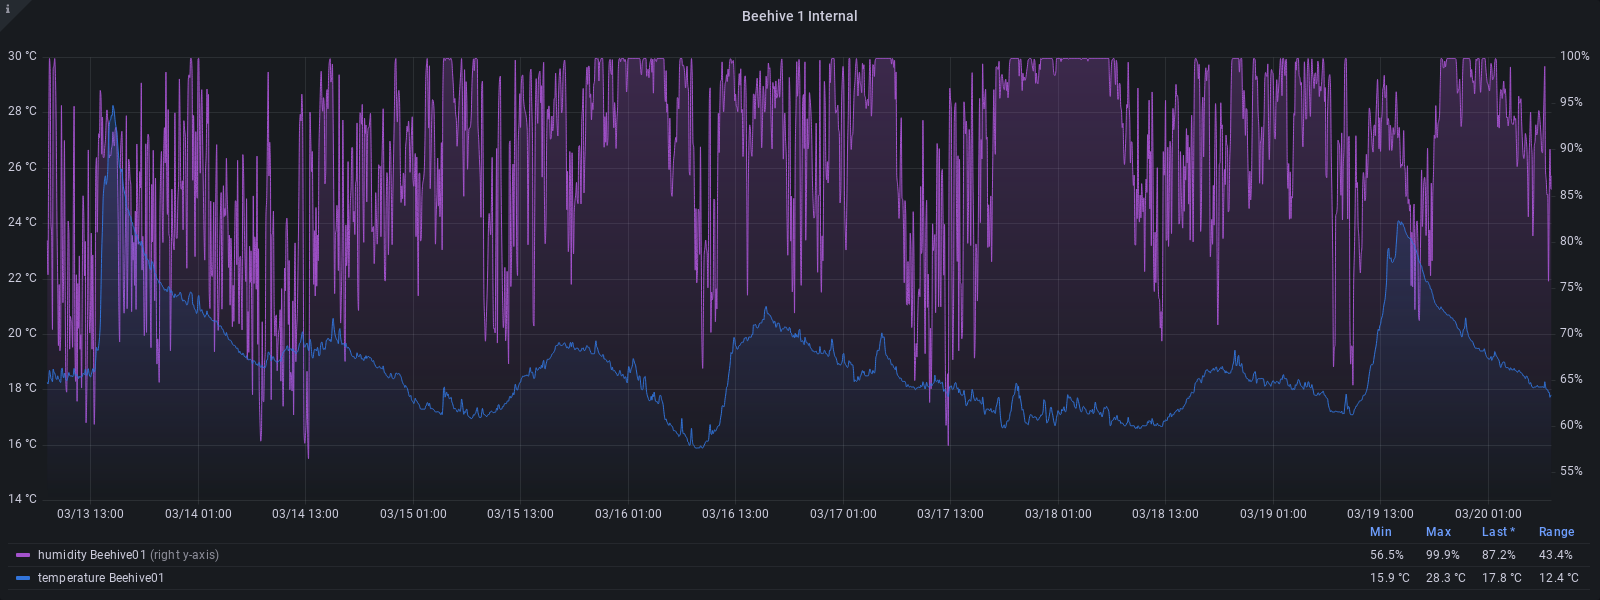 i
Beehive 1 Internal
30 °C 100%
28 °C 95%
26 °C 90%
24 °C 85%
22 °C 80%
20 °C 75%
18 °C 70%
16 °C 65%
14 °C 60%
55%
03/13 13:00 03/14 01:00 03/14 13:00 03/15 01:00 03/15 13:00 03/16 01:00 03/16 13:00 03/17 01:00 03/17 13:00 03/18 01:00 03/18 13:00 03/19 01:00 03/19 13:00 03/20 01:00
Min Max Last * Range
humidity Beehive01 (right y-axis) 56.5% 99.9% 87.2% 43.4%
temperature Beehive01 15.9 °C 28.3 °C 17.8 °C 12.4 °C